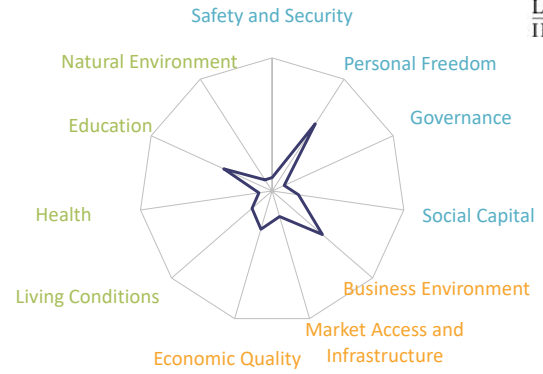 Safety and Security
Natural Environment
Personal Freedom
Education
Governance
Health
Social Capital
Living Conditions
Business Environment
Market Access and
Infrastructure
Economic Quality